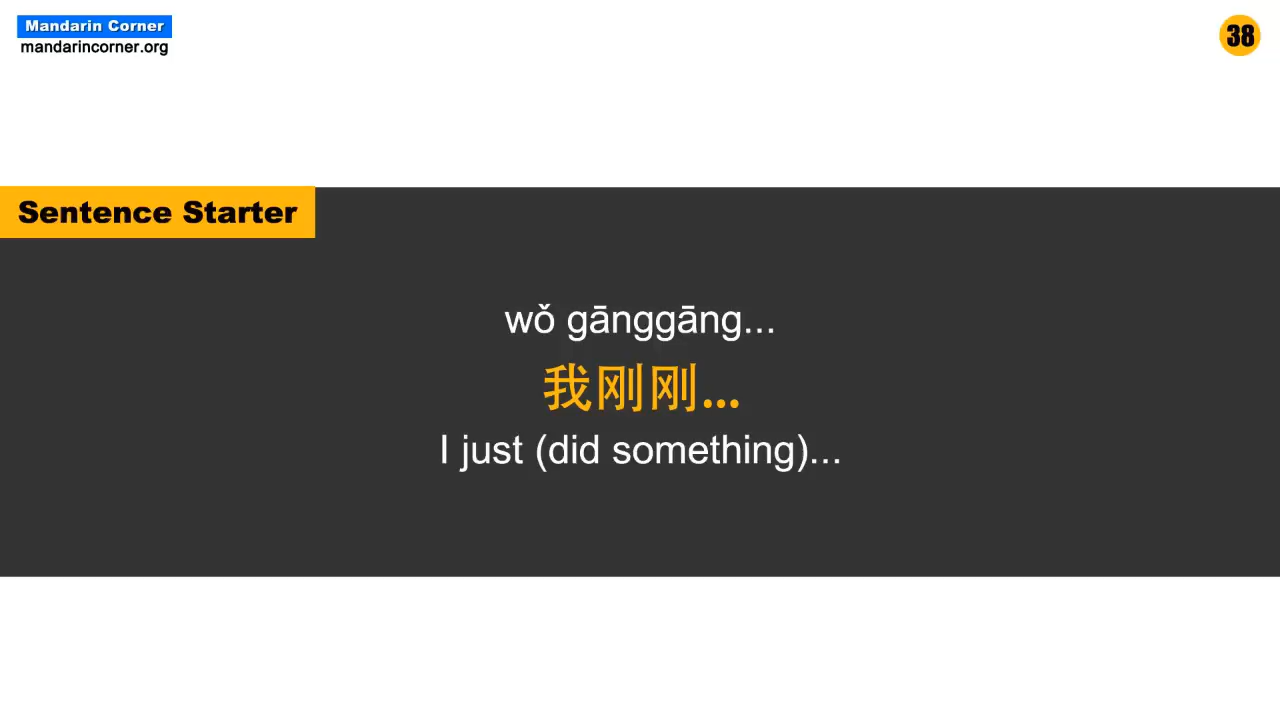 Mandarin Corner
mandarincorner.org
38
Sentence Starter
wǒ gānggāng...
我刚刚...
I just (did something)...